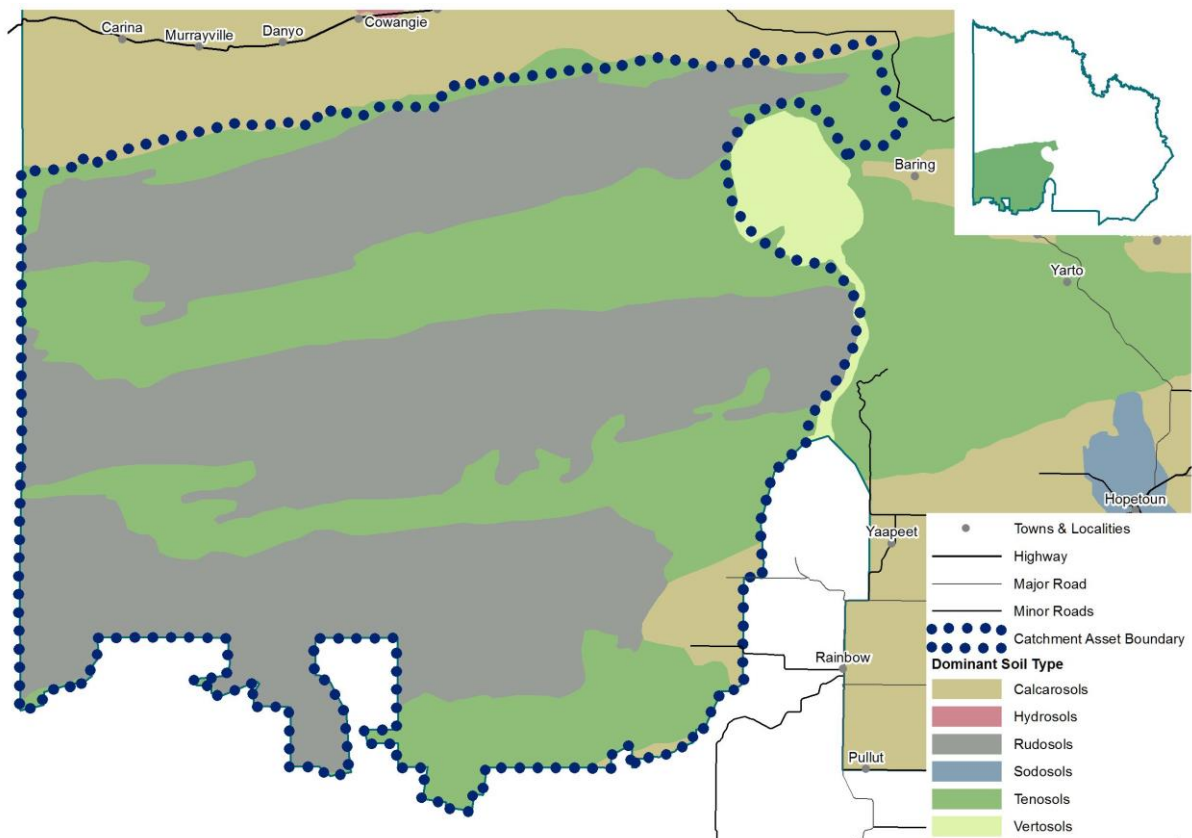 Carina
Murrayville
Danyo
Cowangie
Baring
Yarto
Hopetoun
Yaapeet
Rainbow
Pullut
Towns & Localities
Highway
Major Road
Minor Roads
Catchment Asset Boundary
Dominant Soil Type
Calcarosols
Hydrosols
Rudosols
Sodosols
Tenosols
Vertosols